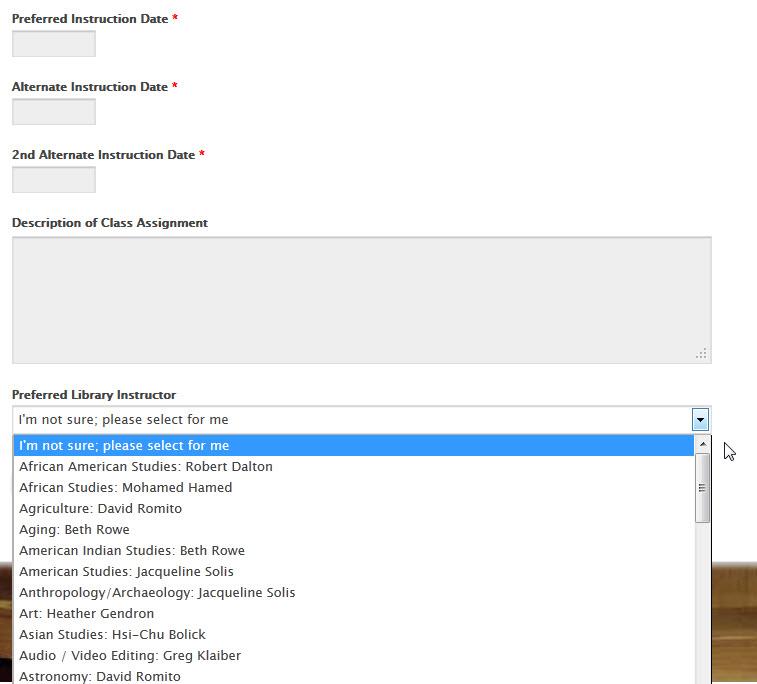 Preferred Instruction Date *
Alternate Instruction Date *
2nd Alternate Instruction Date *
Description of Class Assignment
Preferred Library Instructor
I'm not sure; please select for me
I'm not sure; please select for me
African American Studies: Robert Dalton
African Studies: Mohamed Hamed
Agriculture: David Romito
Aging: Beth Rowe
American Indian Studies: Beth Rowe
American Studies: Jacqueline Solis
Anthropology/Archaeology: Jacqueline Solis
Art: Heather Gendron
Asian Studies: Hsi-Chu Bolick
Audio / Video Editing: Greg Klaiber
Astronomy: David Romito